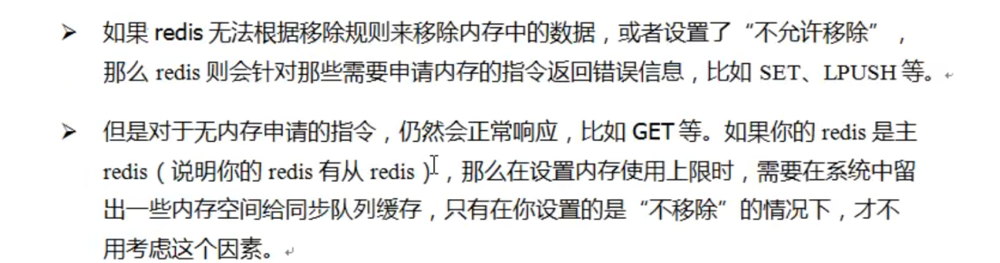 ➢ 如果 redis 无法根据移除规则来移除内存中的数据，或者设置了“不允许移除”，
那么 redis 则会针对那些需要申请内存的指令返回错误信息，比如 SET、LPUSH 等。
➢ 但是对于无内存申请的指令，仍然会正常响应，比如 GET 等。如果你的 redis 是主
redis（说明你的 redis 有从 redis），那么在设置内存使用上限时，需要在系统中留
出一些内存空间给同步队列缓存，只有在你设置的是“不移除”的情况下，才不
用考虑这个因素。